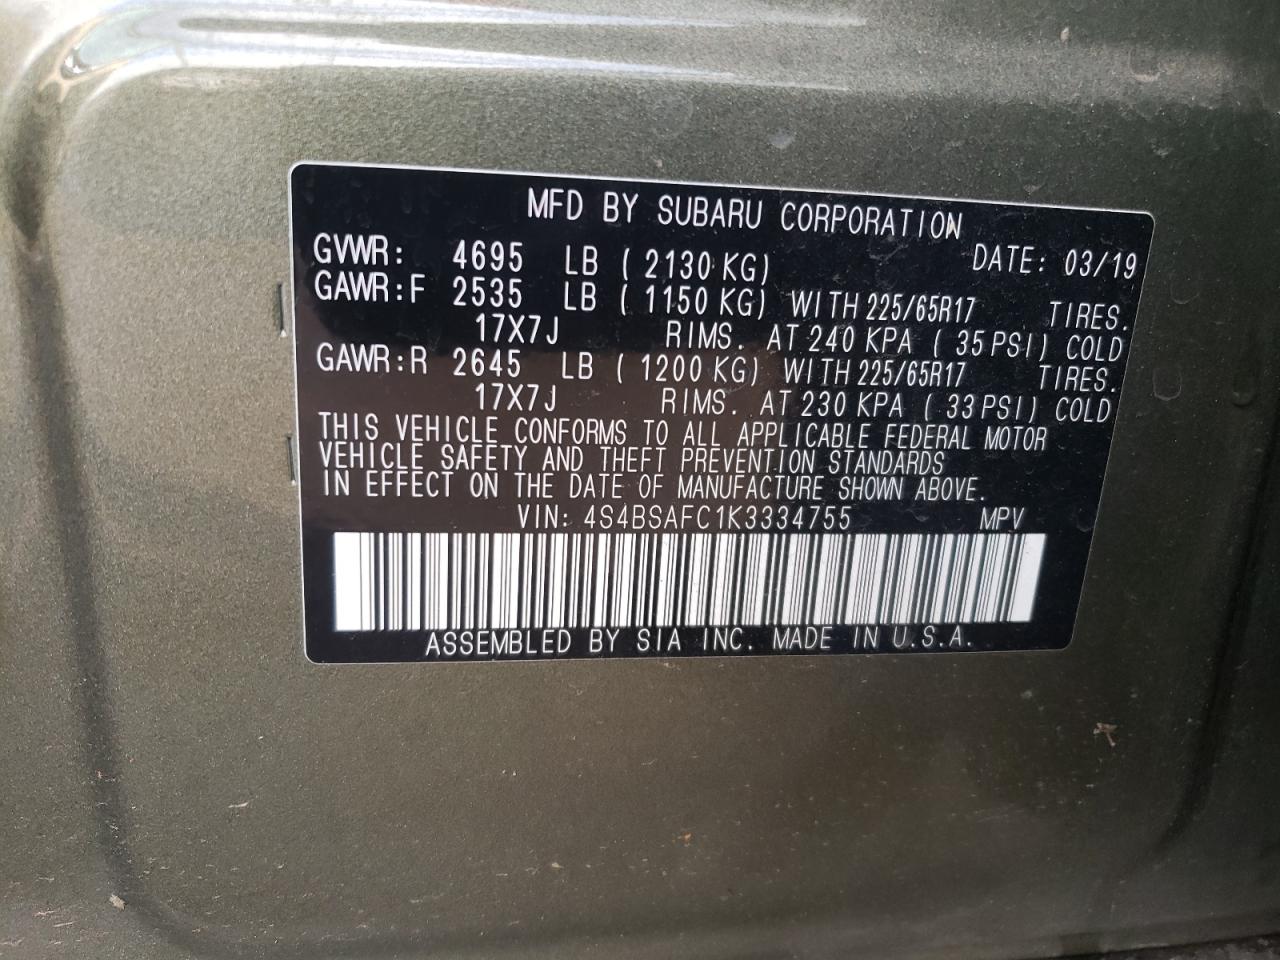 MFD BY SUBARU CORPORATION
GVWR: 4695 LB ( 2130 KG) DATE: 03/19
GAWR:F 2535 LB ( 1150 KG) WITH 225/65R17 TIRES.
17X7J RIMS. AT 240 KPA ( 35 PSI) COLD
GAWR:R 2645 LB ( 1200 KG) WITH 225/65R17 TIRES.
17X7J RIMS. AT 230 KPA ( 33 PSI) COLD
THIS VEHICLE CONFORMS TO ALL APPLICABLE FEDERAL MOTOR
VEHICLE SAFETY AND THEFT PREVENTION STANDARDS
IN EFFECT ON THE DATE OF MANUFACTURE SHOWN ABOVE.
VIN: 4S4BSAFC1K3334755 MPV
ASSEMBLED BY SIA INC. MADE IN U.S.A.